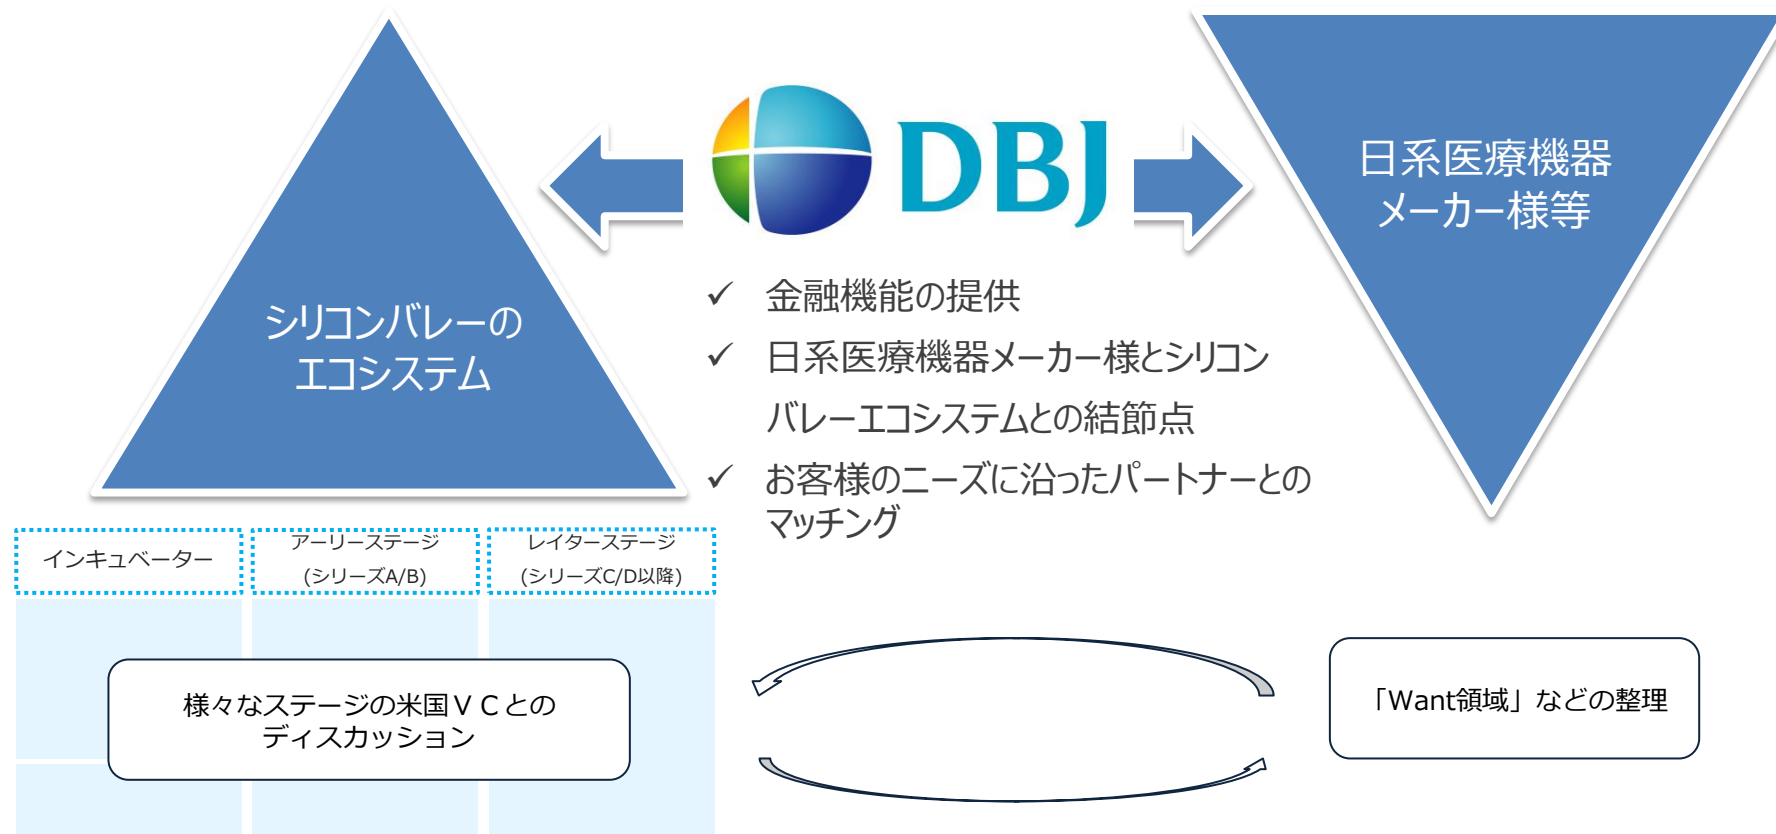 シリコンバレーの
エコシステム
DBJ
日系医療機器
メーカー様等
✓ 金融機能の提供
✓ 日系医療機器メーカー様とシリコン
バレーエコシステムとの結節点
✓ お客様のニーズに沿ったパートナーとの
マッチング
インキュベーター
アーリーステージ
(シリーズA/B)
レイターステージ
(シリーズC/D以降)
様々なステージの米国ＶＣとの
ディスカッション
「Want領域」などの整理